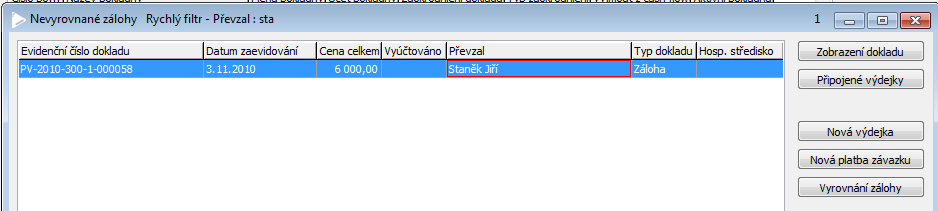 Nevyrovnané zálohy Rychlý filtr - Převzal : sta 1
Evidenční číslo dokladu Datum zaevidování Cena celkem Vyúčtováno Převzal Typ dokladu Hosp. středisko
PV-2010-300-1-000058 3.11.2010 6 000,00 Staněk Jiří Záloha
Zobrazení dokladu
Připojené výdejky
Nová výdejka
Nová platba závazku
Vyrovnání zálohy